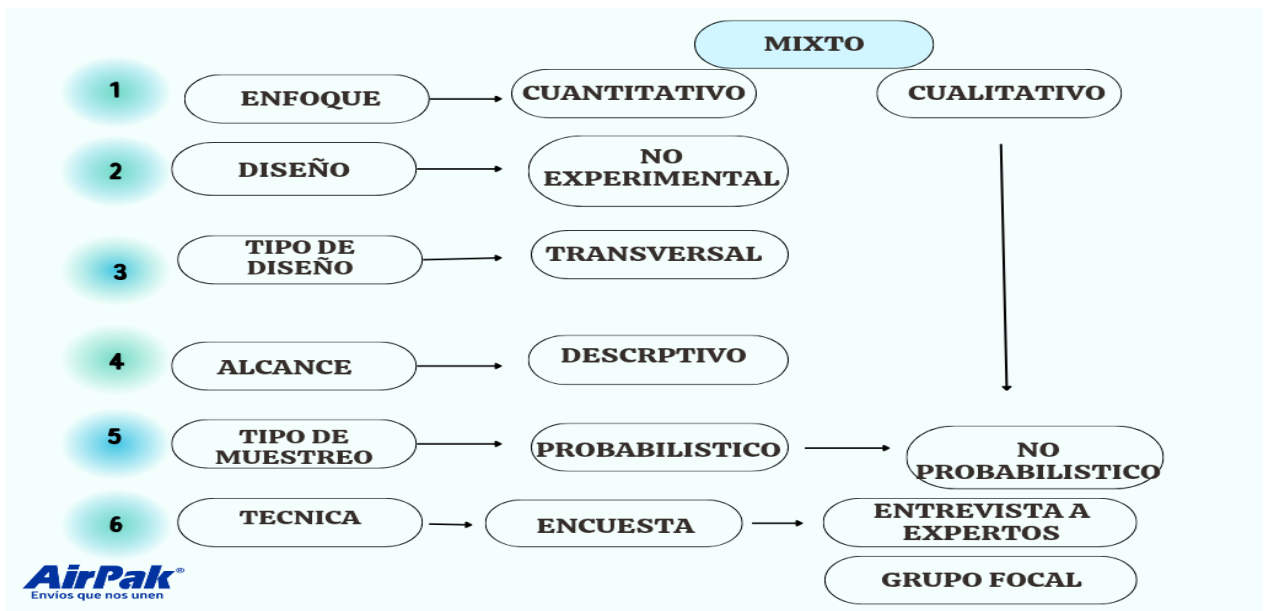 MIXTO
1
ENFOQUE
CUANTITATIVO
CUALITATIVO
2
DISEÑO
NO
EXPERIMENTAL
3
TIPO DE
DISEÑO
TRANSVERSAL
4
ALCANCE
DESCRPTIVO
5
TIPO DE
MUESTREO
PROBABILISTICO
NO
PROBABILISTICO
6
TECNICA
ENCUESTA
ENTREVISTA A
EXPERTOS
GRUPO FOCAL
AirPak®
Envíos que nos unen